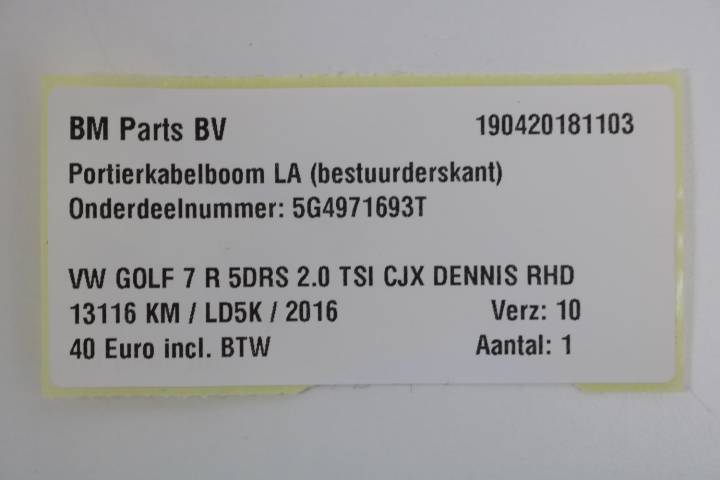 BM Parts BV 190420181103
Portierkabelboom LA (bestuurderskant)
Onderdeelnummer: 5G4971693T
VW GOLF 7 R 5DRS 2.0 TSI CJX DENNIS RHD
13116 KM / LD5K / 2016 Verz: 10
40 Euro incl. BTW Aantal: 1